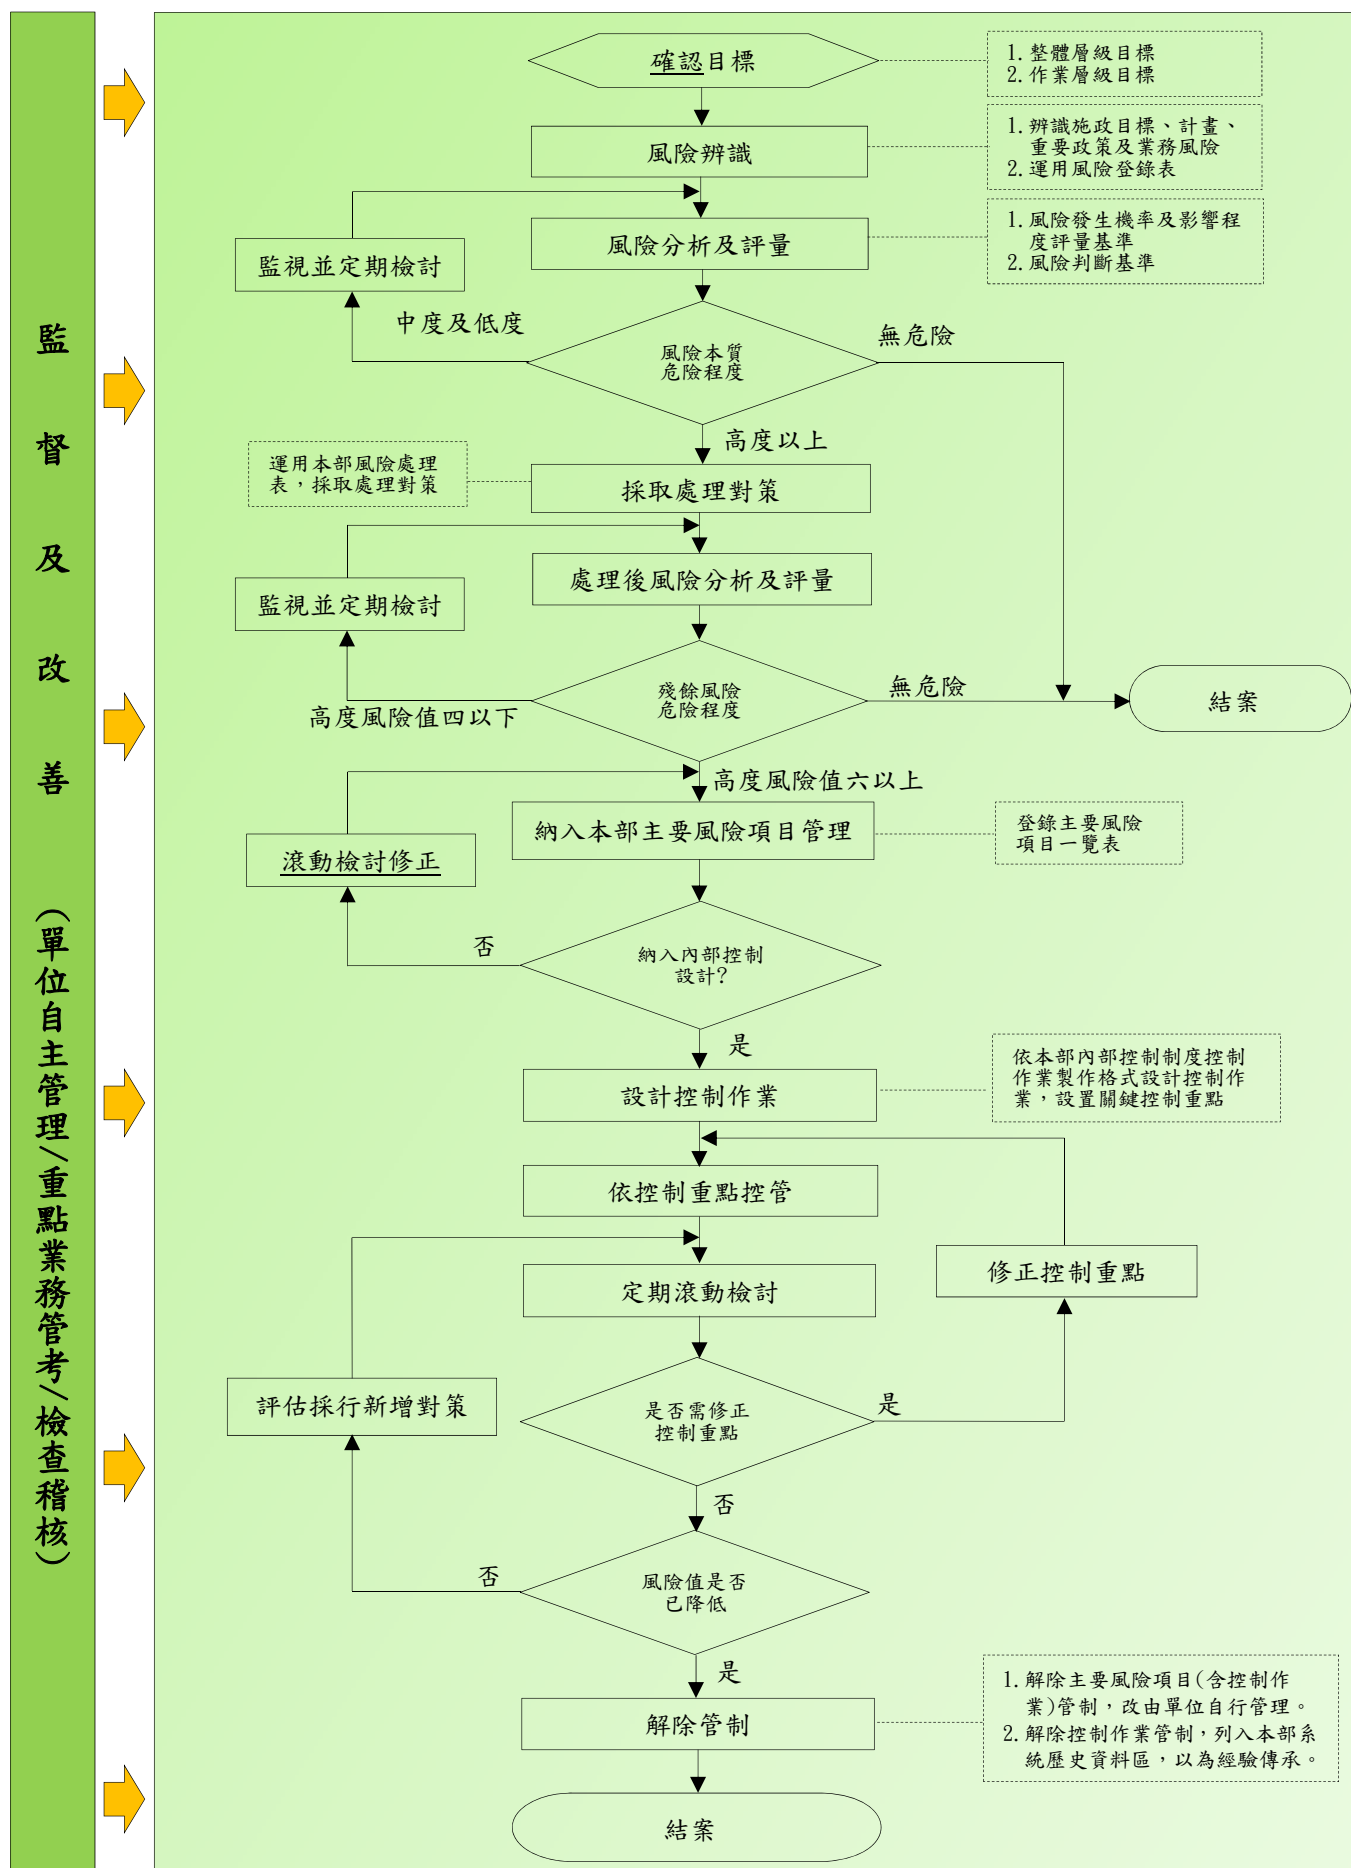 監督及改善(單位自主管理/重點業務管考/檢查稽核)
確認目標
1. 整體層級目標
2. 作業層級目標
風險辨識
1. 辨識施政目標、計畫、
重要政策及業務風險
2. 運用風險登錄表
風險分析及評量
1. 風險發生機率及影響程
度評量基準
2. 風險判斷基準
監視並定期檢討
中度及低度
風險本質
危險程度
無危險
高度以上
運用本部風險處理
表，採取處理對策
採取處理對策
處理後風險分析及評量
監視並定期檢討
高度風險值四以下
殘餘風險
危險程度
無危險
結案
高度風險值六以上
納入本部主要風險項目管理
登錄主要風險
項目一覽表
滾動檢討修正
否
納入內部控制
設計?
是
設計控制作業
依本部內部控制制度控制
作業製作格式設計控制作
業，設置關鍵控制重點
依控制重點控管
定期滾動檢討
修正控制重點
評估採行新增對策
是否需修正
控制重點
是
否
風險值是否
已降低
否
是
解除管制
1. 解除主要風險項目(含控制作
業)管制，改由單位自行管理。
2. 解除控制作業管制，列入本部系
統歷史資料區，以為經驗傳承。
結案